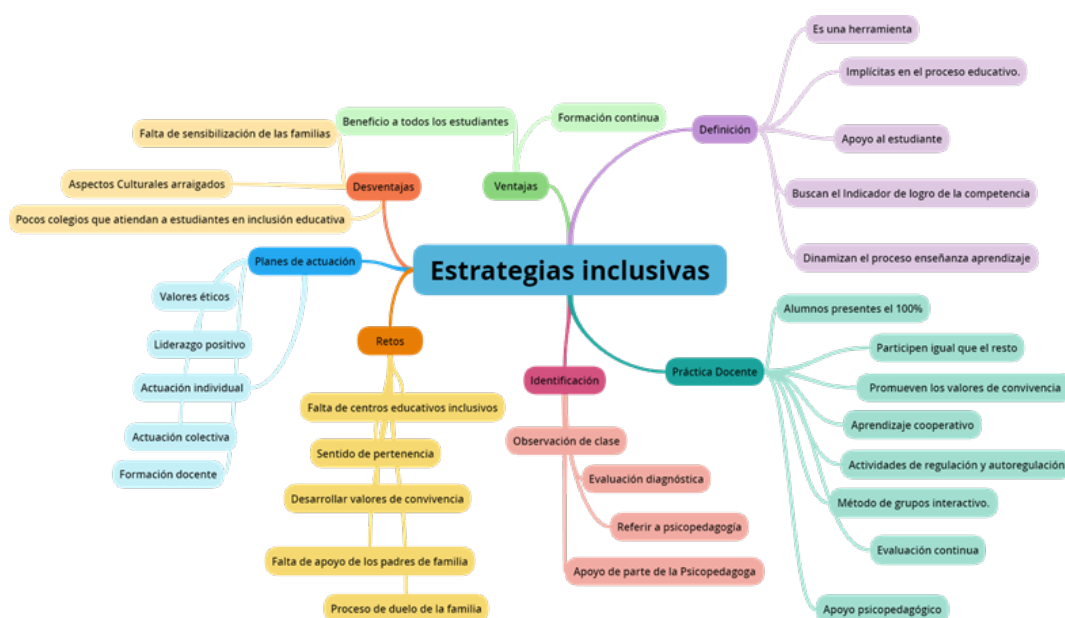 Estrategias inclusivas
Definición
Es una herramienta
Implícitas en el proceso educativo.
Apoyo al estudiante
Buscan el Indicador de logro de la competencia
Dinamizan el proceso enseñanza aprendizaje
Ventajas
Formación continua
Beneficio a todos los estudiantes
Desventajas
Falta de sensibilización de las familias
Aspectos Culturales arraigados
Pocos colegios que atiendan a estudiantes en inclusión educativa
Planes de actuación
Valores éticos
Liderazgo positivo
Actuación individual
Actuación colectiva
Formación docente
Retos
Falta de centros educativos inclusivos
Sentido de pertenencia
Desarrollar valores de convivencia
Falta de apoyo de los padres de familia
Proceso de duelo de la familia
Identificación
Observación de clase
Evaluación diagnóstica
Referir a psicopedagogía
Apoyo de parte de la Psicopedagoga
Práctica Docente
Alumnos presentes el 100%
Participen igual que el resto
Promueven los valores de convivencia
Aprendizaje cooperativo
Actividades de regulación y autoregulación
Método de grupos interactivo.
Evaluación continua
Apoyo psicopedagógico